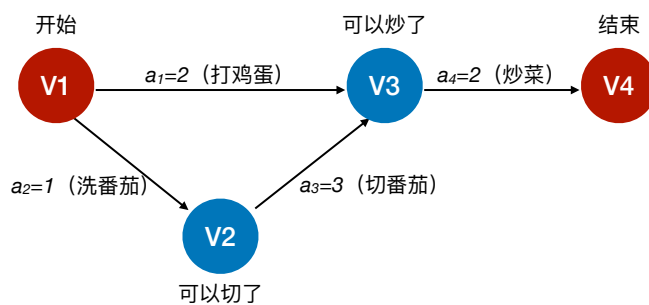 开始
可以炒了
结束
V1
a₁=2（打鸡蛋）
V3
a₄=2（炒菜）
V4
a₂=1（洗番茄）
a₃=3（切番茄）
V2
可以切了